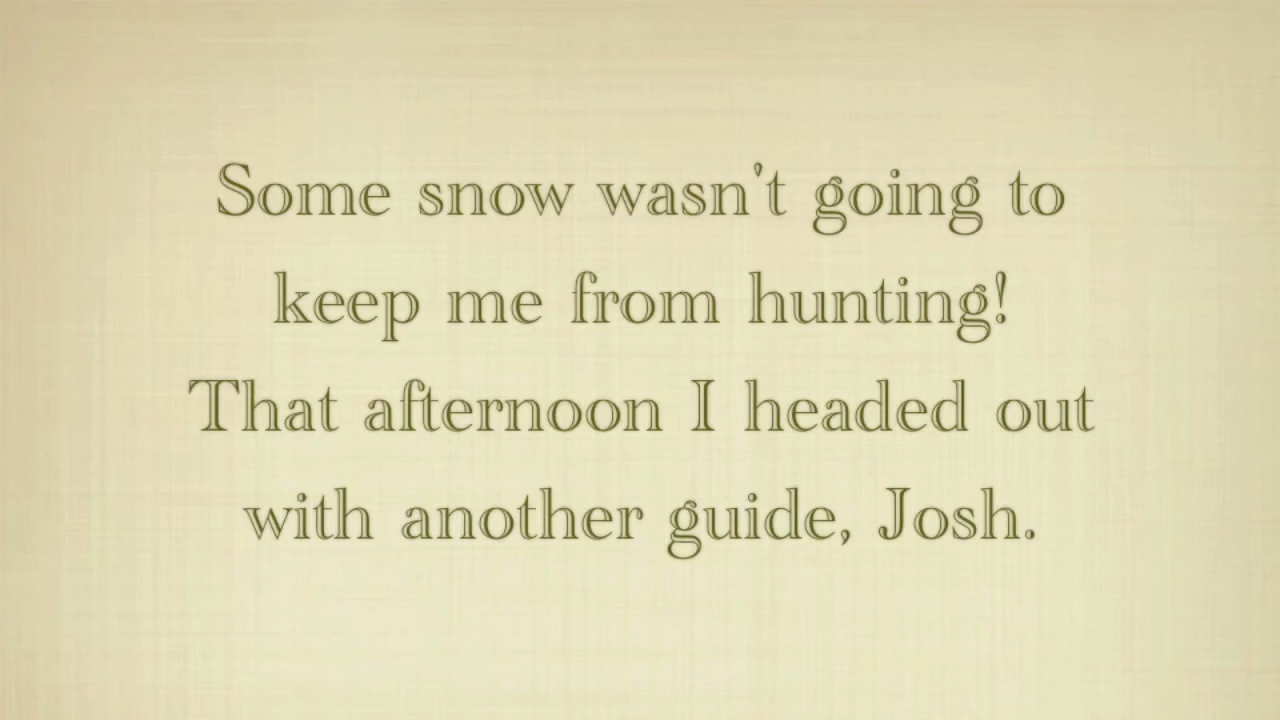 Some snow wasn't going to
keep me from hunting!
That afternoon I headed out
with another guide, Josh.